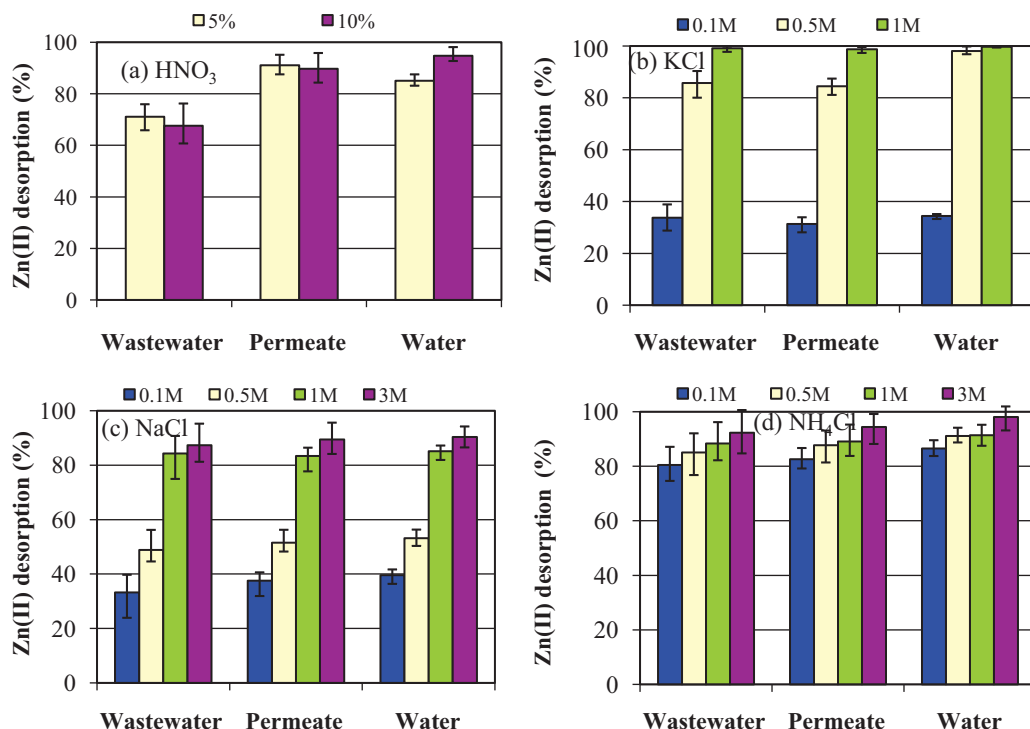 5% 10%
(a) HNO₃
Zn(II) desorption (%)
100
80
60
40
20
0
Wastewater Permeate Water
0.1M 0.5M 1M
(b) KCl
Zn(II) desorption (%)
100
80
60
40
20
0
Wastewater Permeate Water
0.1M 0.5M 1M 3M
(c) NaCl
Zn(II) desorption (%)
100
80
60
40
20
0
Wastewater Permeate Water
0.1M 0.5M 1M 3M
(d) NH₄Cl
Zn(II) desorption (%)
100
80
60
40
20
0
Wastewater Permeate Water